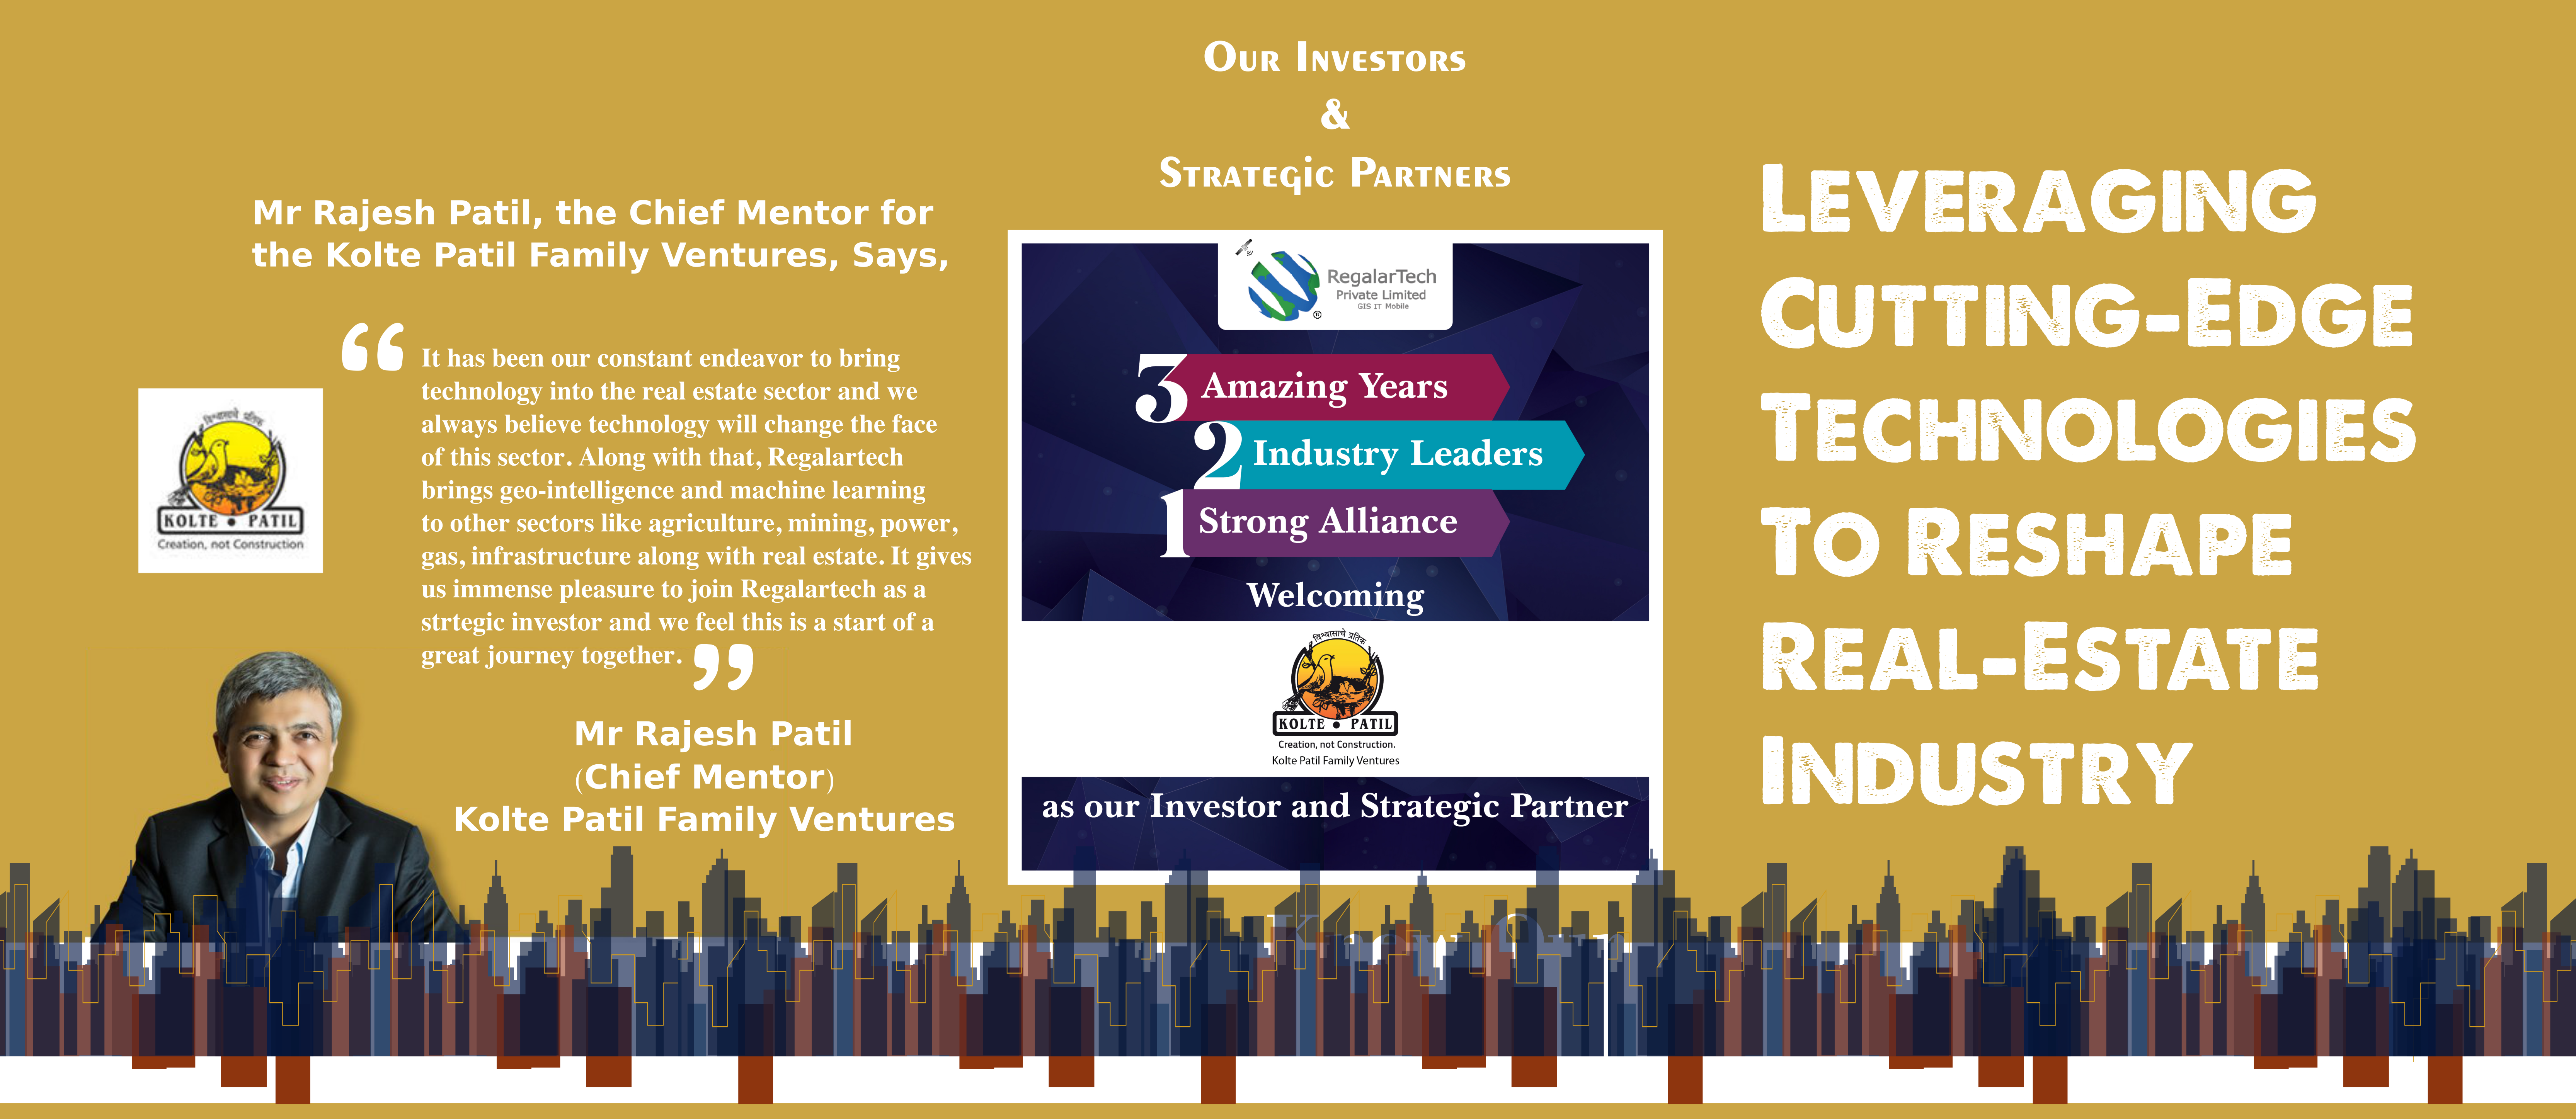 Mr Rajesh Patil, the Chief Mentor for
the Kolte Patil Family Ventures, Says,
“
It has been our constant endeavor to bring
technology into the real estate sector and we
always believe technology will change the face
of this sector. Along with that, Regalartech
brings geo-intelligence and machine learning
to other sectors like agriculture, mining, power,
gas, infrastructure along with real estate. It gives
us immense pleasure to join Regalartech as a
strtegic investor and we feel this is a start of a
great journey together. ”
विश्वासाचे प्रतिक
KOLTE • PATIL
Creation, not Construction
Mr Rajesh Patil
(Chief Mentor)
Kolte Patil Family Ventures
Our Investors
&
Strategic Partners
RegalarTech
Private Limited
GIS IT Mobile
®
3 Amazing Years
2 Industry Leaders
1 Strong Alliance
Welcoming
विश्वासाचे प्रतिक
KOLTE • PATIL
Creation, not Construction.
Kolte Patil Family Ventures
as our Investor and Strategic Partner
Leveraging
Cutting-Edge
Technologies
To Reshape
Real-Estate
Industry